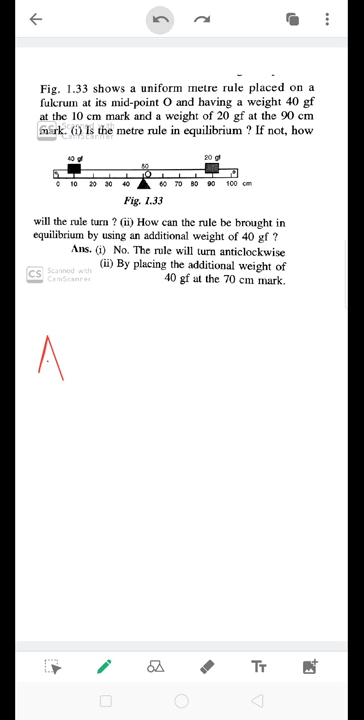 Fig. 1.33 shows a uniform metre rule placed on a
fulcrum at its mid-point O and having a weight 40 gf
at the 10 cm mark and a weight of 20 gf at the 90 cm
mark. (i) Is the metre rule in equilibrium ? If not, how
40 gf 20 gf
50
O
0 10 20 30 40 60 70 80 90 100 cm
Fig. 1.33
will the rule turn ? (ii) How can the rule be brought in
equilibrium by using an additional weight of 40 gf ?
Ans. (i) No. The rule will turn anticlockwise
(ii) By placing the additional weight of
40 gf at the 70 cm mark.
CS Scanned with
CamScanner
A
TT